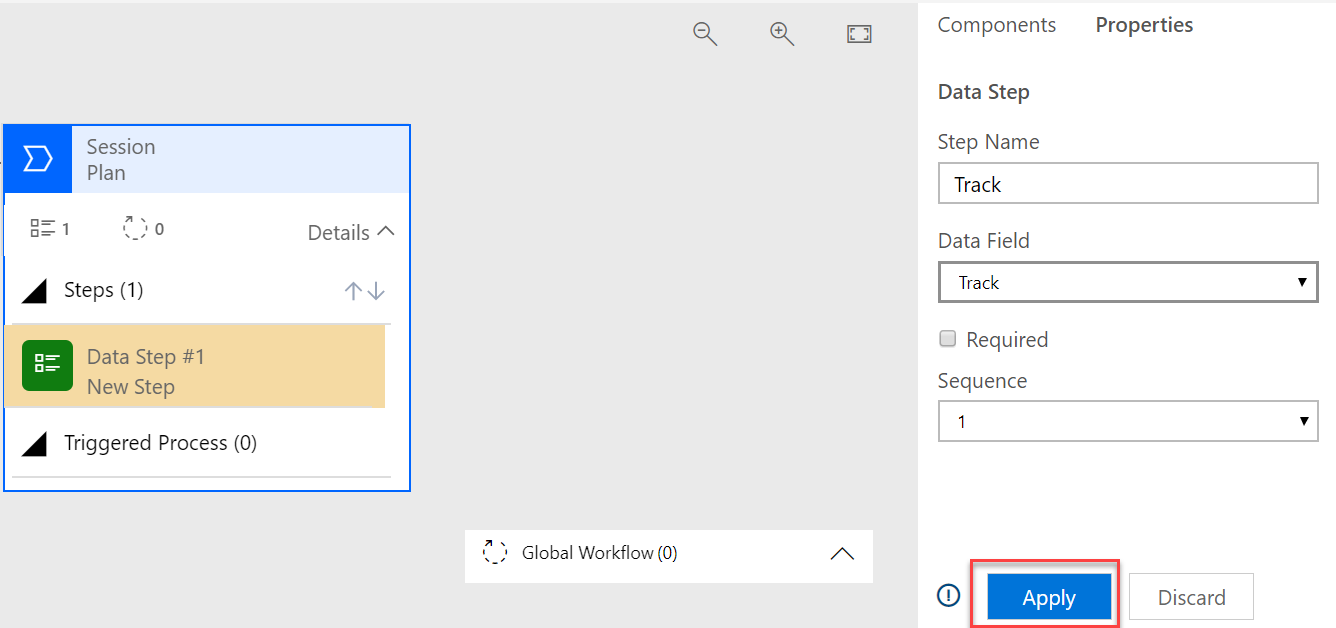 Components Properties
Data Step
Step Name
Track
Data Field
Track
Required
Sequence
1
Apply
Discard
Session
Plan
1 0 Details
Steps (1)
Data Step #1
New Step
Triggered Process (0)
Global Workflow (0)